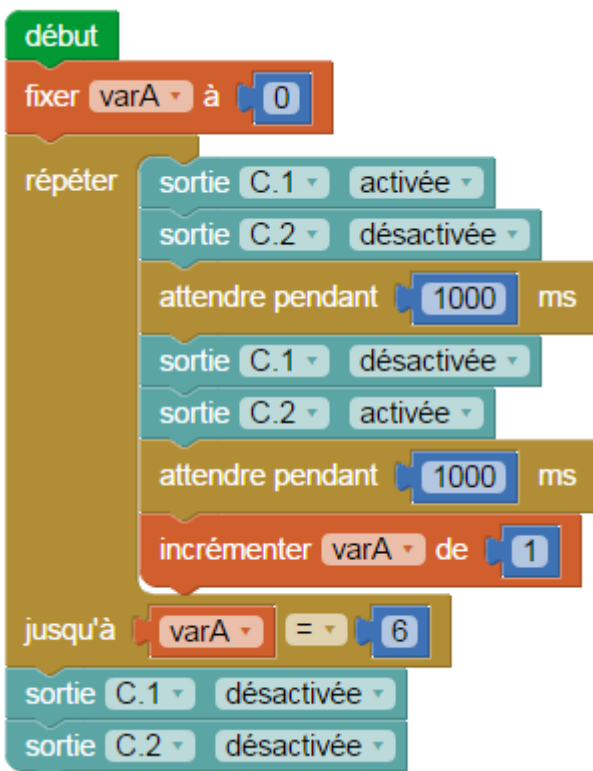 début
fixer varA à 0
répéter sortie C.1 activée
sortie C.2 désactivée
attendre pendant 1000 ms
sortie C.1 désactivée
sortie C.2 activée
attendre pendant 1000 ms
incrémenter varA de 1
jusqu'à varA = 6
sortie C.1 désactivée
sortie C.2 désactivée